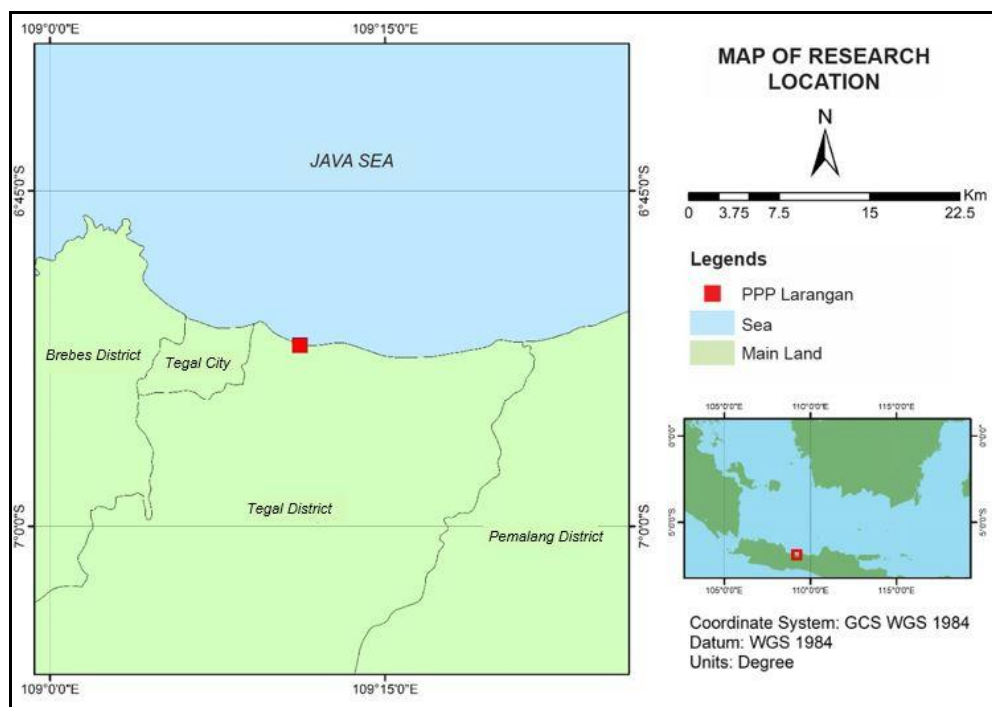 109°0'0"E
109°15'0"E
6°45'0"S
6°45'0"S
JAVA SEA
Brebes District
Tegal City
Tegal District
Pemalang District
7°0'0"S
7°0'0"S
109°0'0"E
109°15'0"E
MAP OF RESEARCH
LOCATION
N
Km
0 3.75 7.5 15 22.5
Legends
PPP Larangan
Sea
Main Land
105°0'0"E 110°0'0"E 115°0'0"E
0°0'0"
0°0'0"
5°0'0"S
5°0'0"S
105°0'0"E 110°0'0"E 115°0'0"E
Coordinate System: GCS WGS 1984
Datum: WGS 1984
Units: Degree